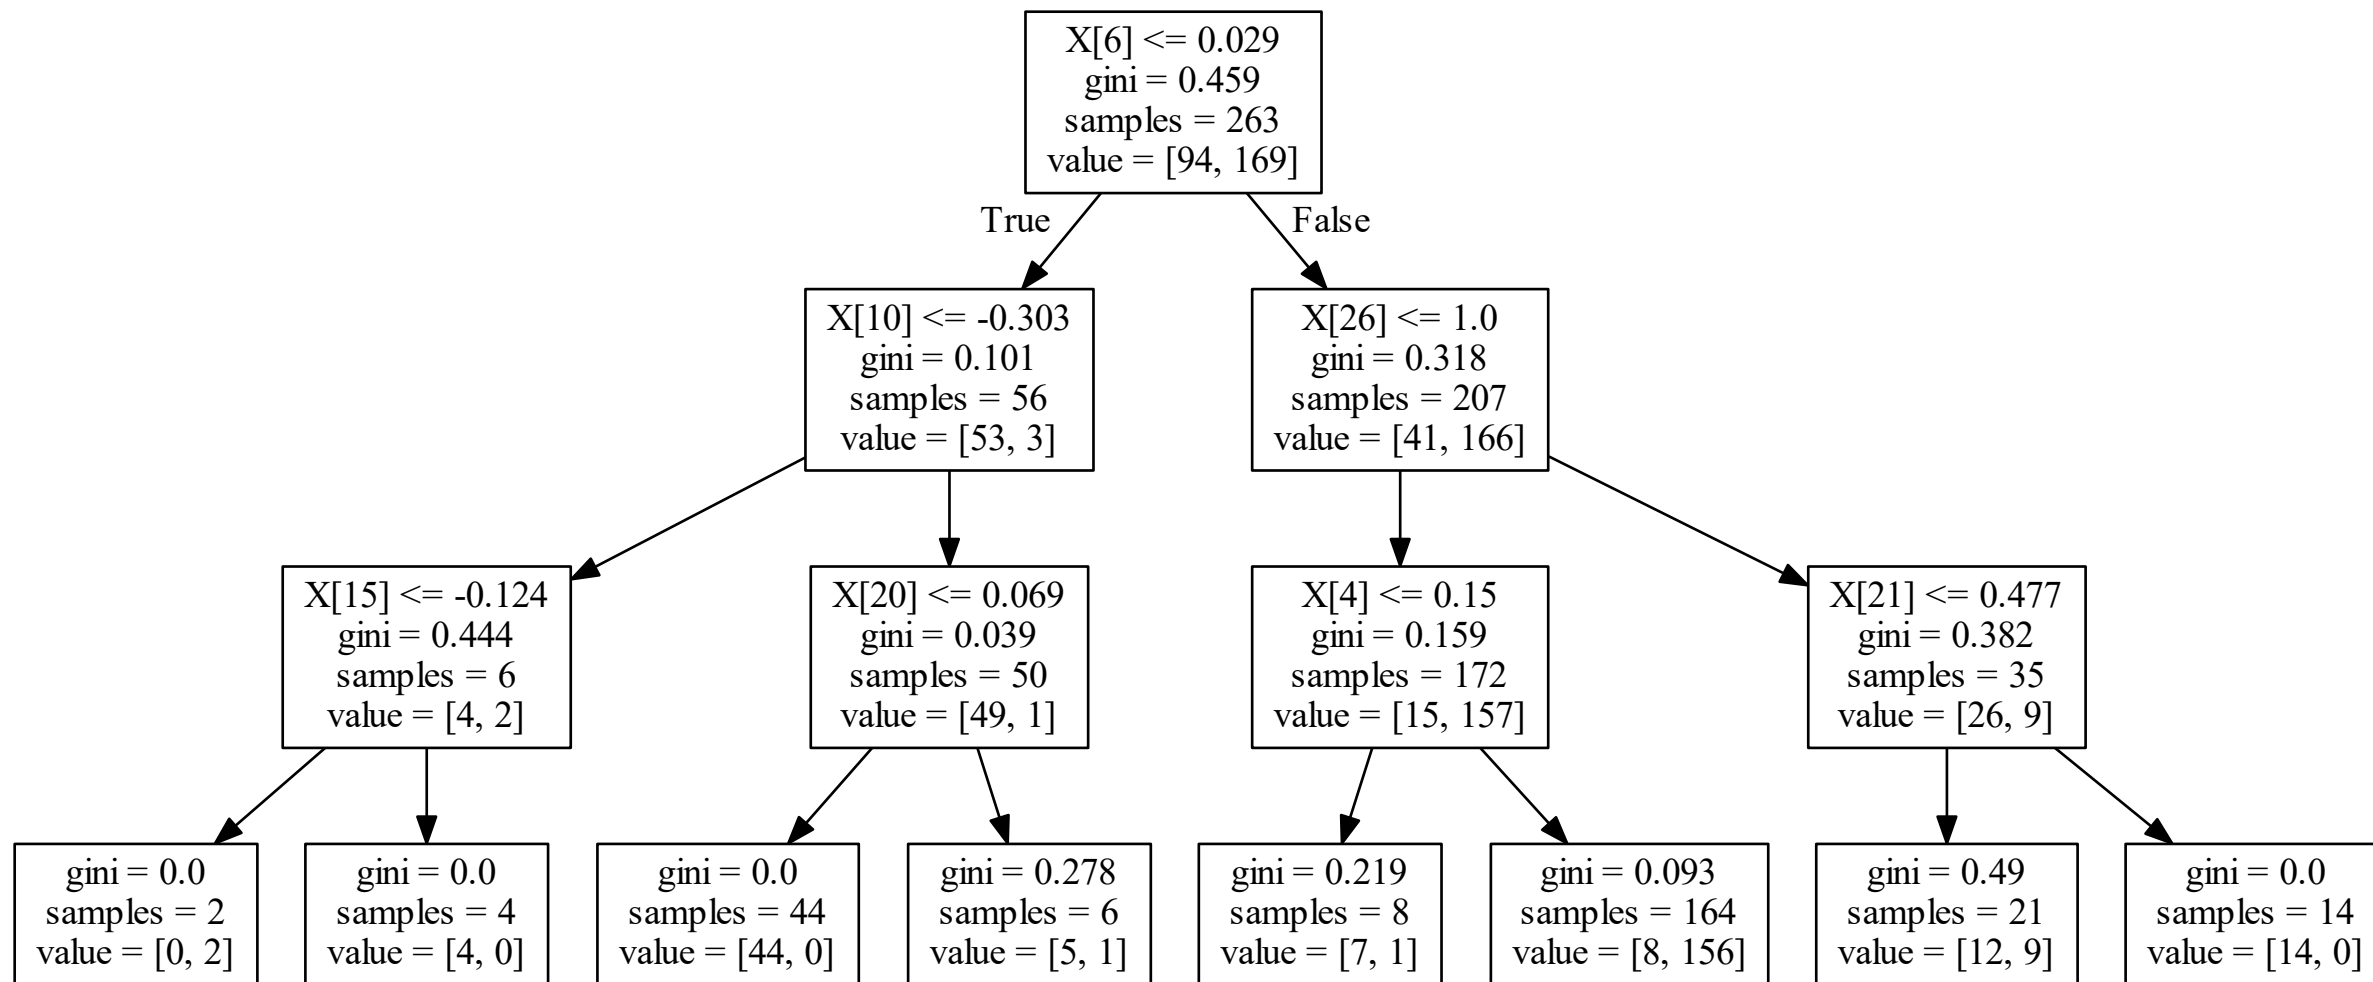 X[6] <= 0.029
gini = 0.459
samples = 263
value = [94, 169]
True
False
X[10] <= -0.303
gini = 0.101
samples = 56
value = [53, 3]
X[26] <= 1.0
gini = 0.318
samples = 207
value = [41, 166]
X[15] <= -0.124
gini = 0.444
samples = 6
value = [4, 2]
X[20] <= 0.069
gini = 0.039
samples = 50
value = [49, 1]
X[4] <= 0.15
gini = 0.159
samples = 172
value = [15, 157]
X[21] <= 0.477
gini = 0.382
samples = 35
value = [26, 9]
gini = 0.0
samples = 2
value = [0, 2]
gini = 0.0
samples = 4
value = [4, 0]
gini = 0.0
samples = 44
value = [44, 0]
gini = 0.278
samples = 6
value = [5, 1]
gini = 0.219
samples = 8
value = [7, 1]
gini = 0.093
samples = 164
value = [8, 156]
gini = 0.49
samples = 21
value = [12, 9]
gini = 0.0
samples = 14
value = [14, 0]